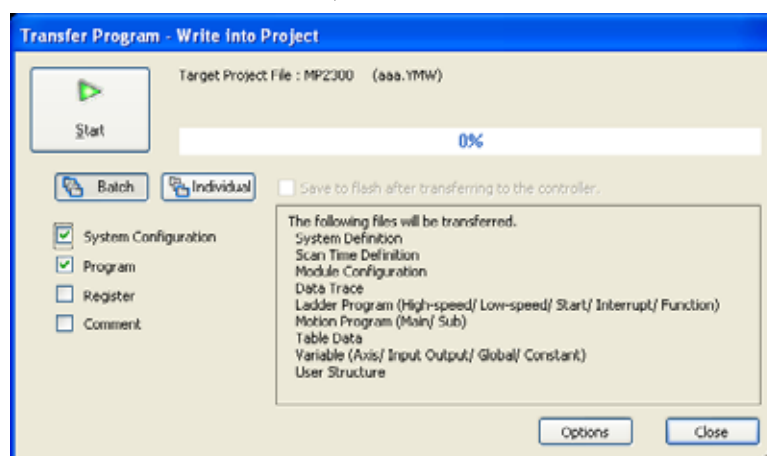 Transfer Program - Write into Project
Target Project File : MP2300 (aaa.YMW)
Start
0%
Batch
Individual
Save to flash after transferring to the controller.
System Configuration
Program
Register
Comment
The following files will be transferred.
System Definition
Scan Time Definition
Module Configuration
Data Trace
Ladder Program (High-speed/ Low-speed/ Start/ Interrupt/ Function)
Motion Program (Main/ Sub)
Table Data
Variable (Axis/ Input Output/ Global/ Constant)
User Structure
Options
Close